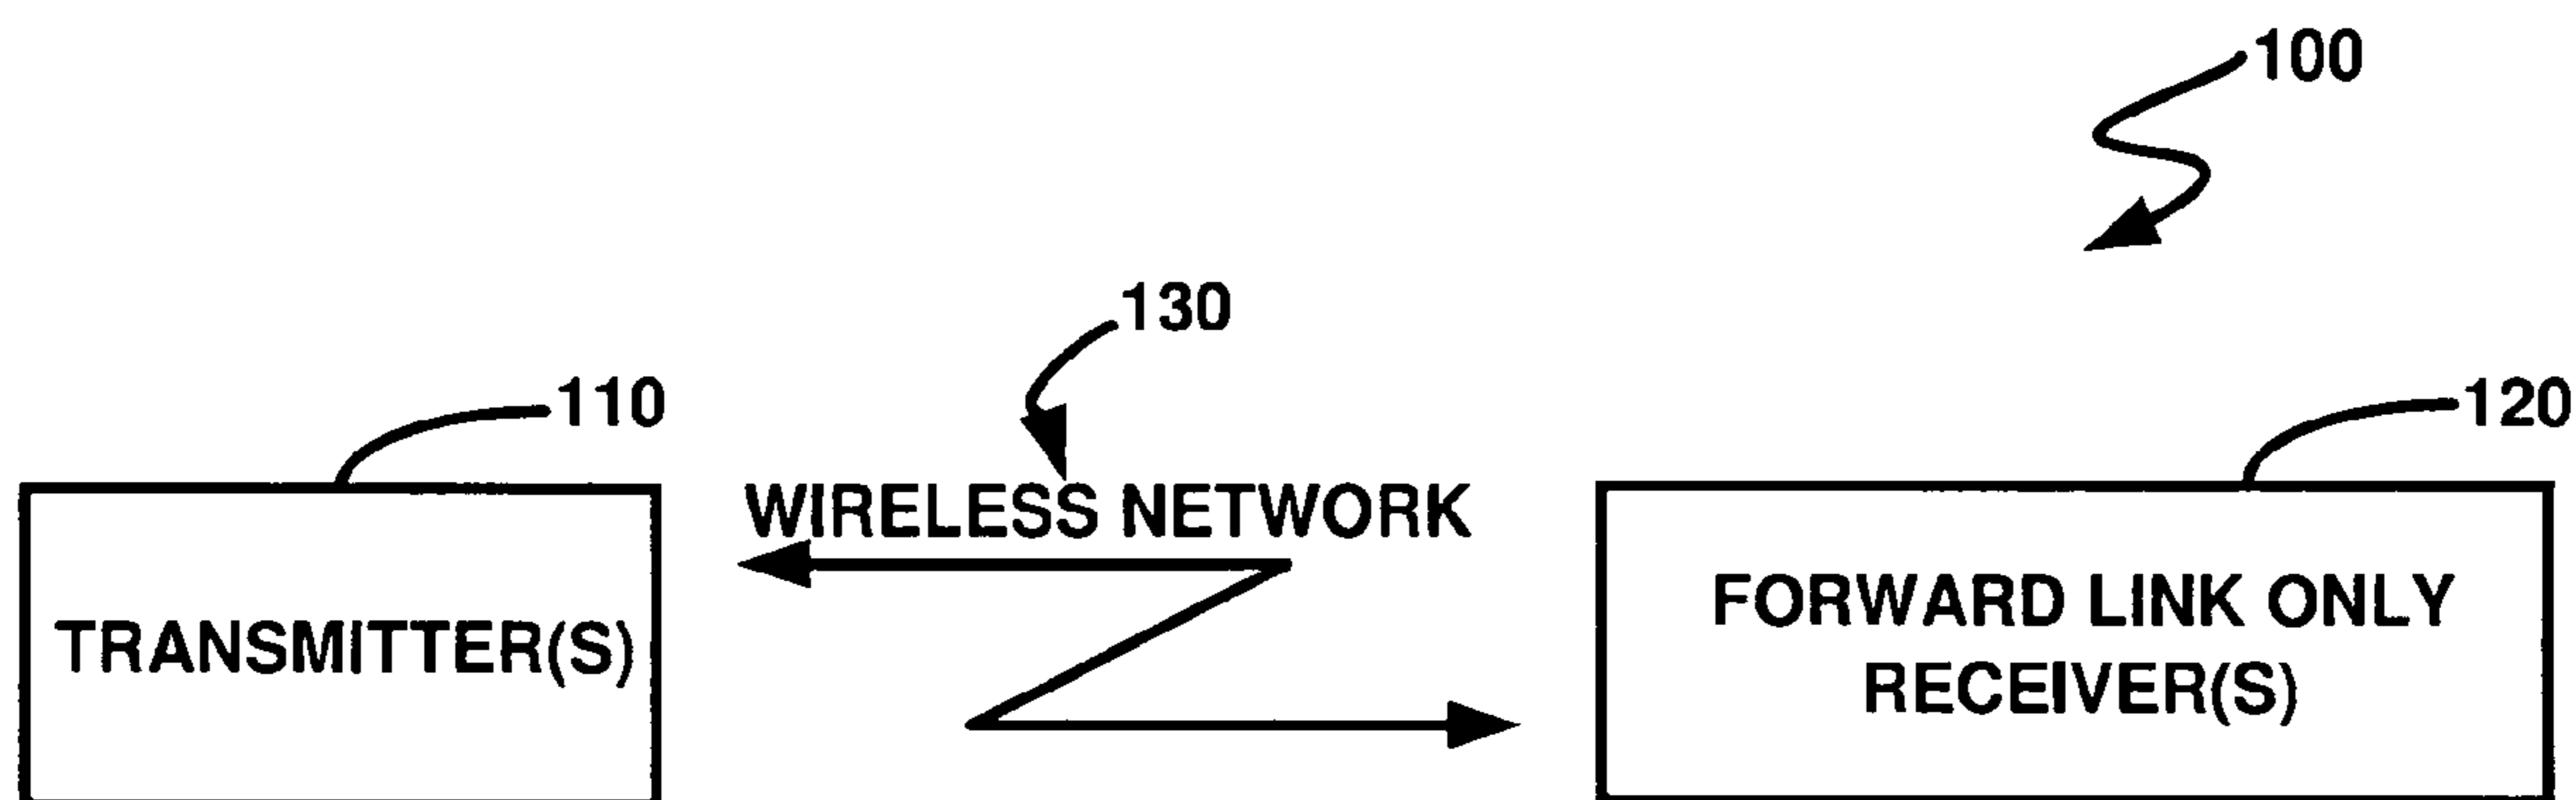 100
130
110
120
WIRELESS NETWORK
TRANSMITTER(S)
FORWARD LINK ONLY
RECEIVER(S)